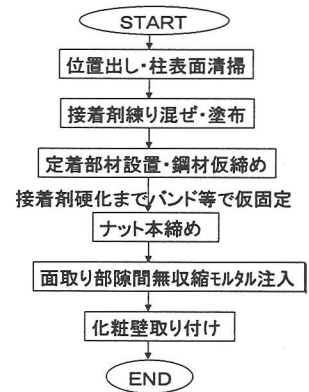 START
位置出し・柱表面清掃
接着剤練り混ぜ・塗布
定着部材設置・鋼材仮締め
接着剤硬化までバンド等で仮固定
ナット本締め
面取り部隙間無収縮モルタル注入
化粧壁取り付け
END